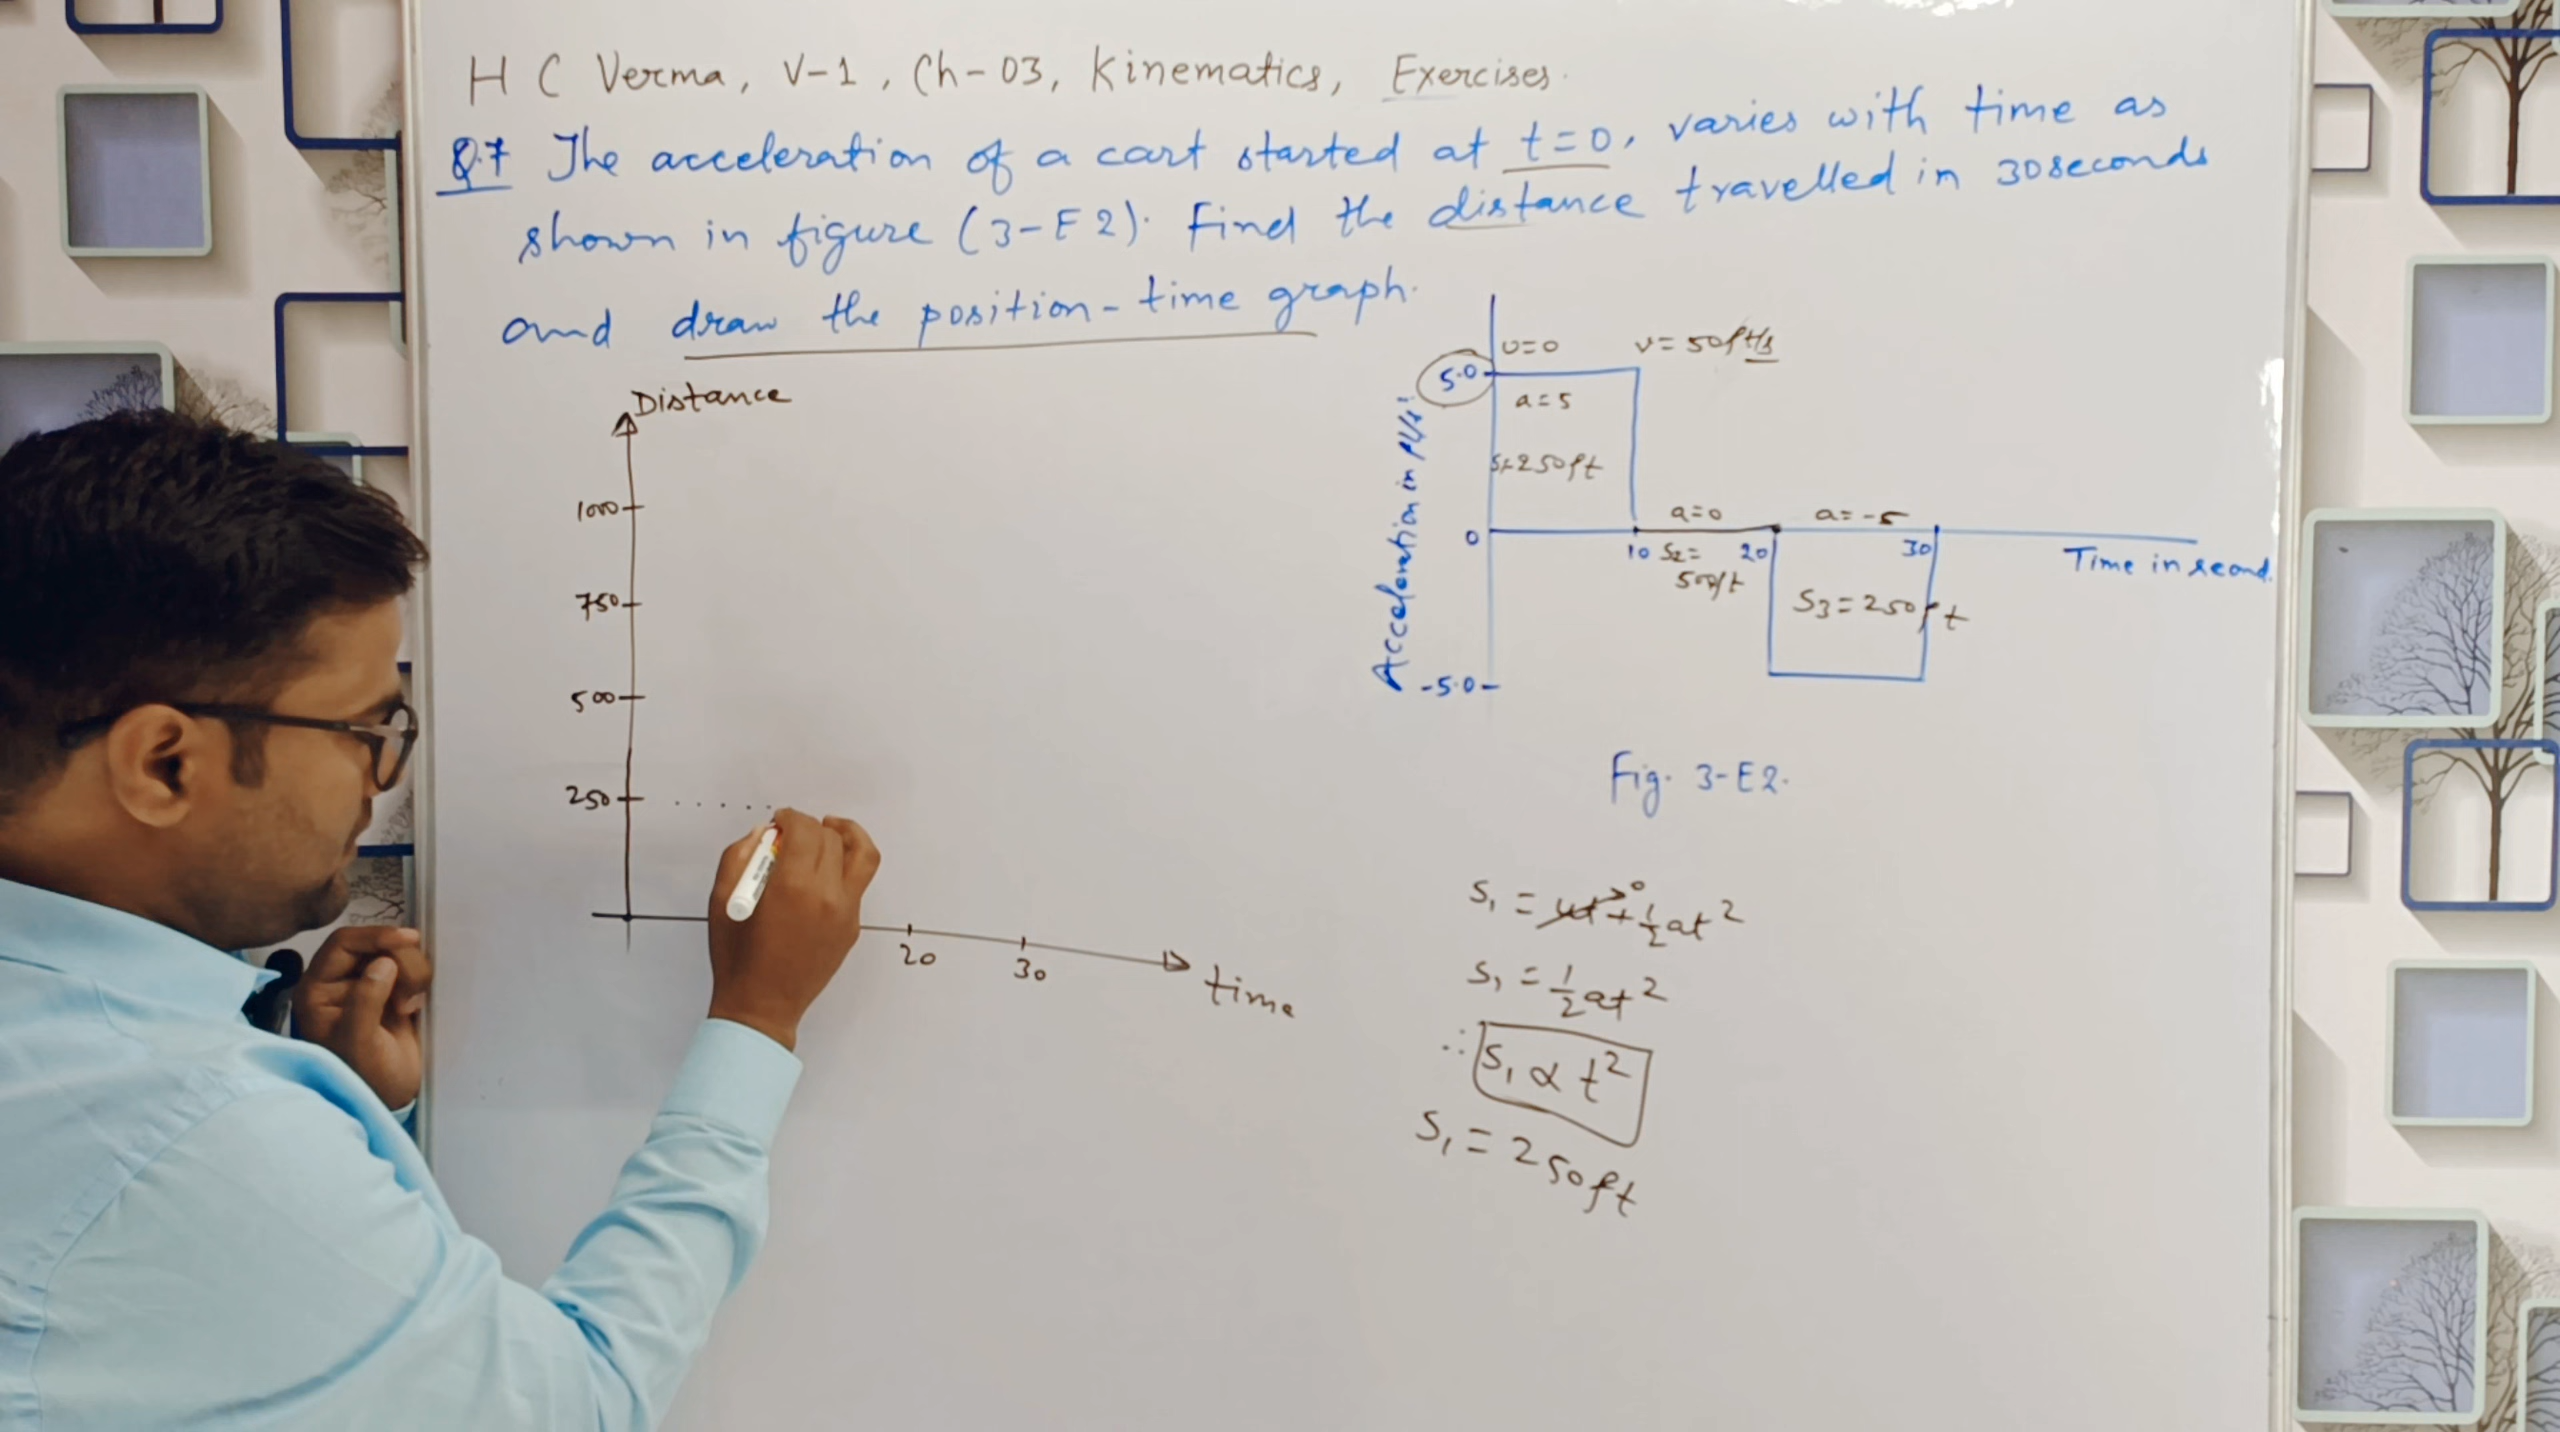 H C Verma, V-1, Ch-03, Kinematics, Exercises.
Q.7 The acceleration of a cart started at t=0, varies with time as
shown in figure (3-E2). Find the distance travelled in 30seconds
and draw the position-time graph.
Distance
1000
750
500
250
20
30
time
u=0
v=50ft/s
5.0
a=5
S1=250ft
0
a=0
a=-5
10
S2=
500ft
20
30
S3=250ft
-5.0
Acceleration in ft/s²
Time in second.
Fig. 3-E2.
S₁ = ut 0 + ½at²
S₁ = ½at²
∴ S₁ ∝ t²
S₁ = 250ft